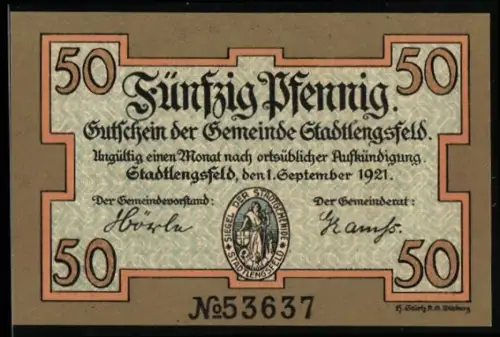 50 50
Fünfzig Pfennig.
Gutschein der Gemeinde Stadtlengsfeld.
Ungültig einen Monat nach ortsüblicher Aufkündigung.
Stadtlengsfeld, den 1. September 1921.
Der Gemeindevorstand: Der Gemeinderat:
Hörle
SIEGEL DER STADTGEMEINDE STADTLENGSFELD
50 50
№53637